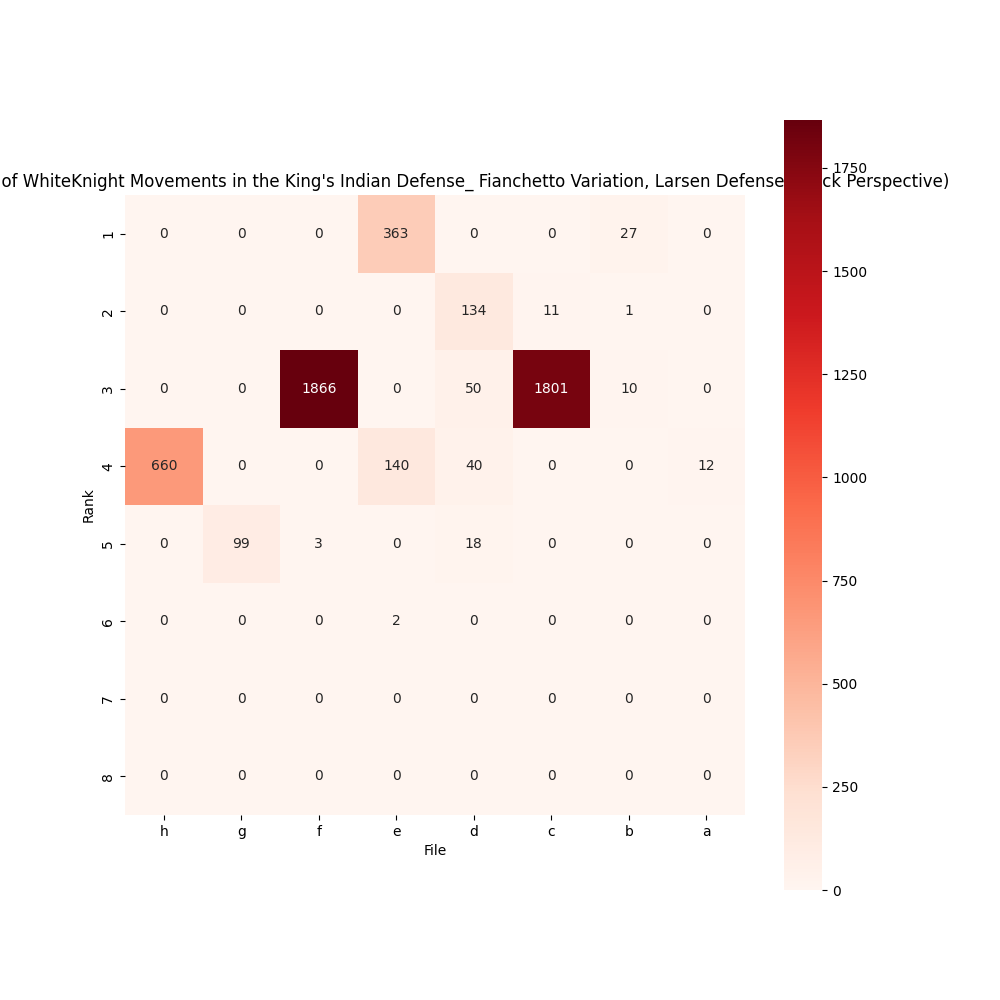 of WhiteKnight Movements in the King's Indian Defense_ Fianchetto Variation, Larsen Defense ck Perspective)
1 0 0 0 363 0 0 27 0
2 0 0 0 0 134 11 1 0
3 0 0 1866 0 50 1801 10 0
4 660 0 0 140 40 0 0 12
5 0 99 3 0 18 0 0 0
6 0 0 0 2 0 0 0 0
7 0 0 0 0 0 0 0 0
8 0 0 0 0 0 0 0 0
h g f e d c b a
File
Rank
1750
1500
1250
1000
750
500
250
0